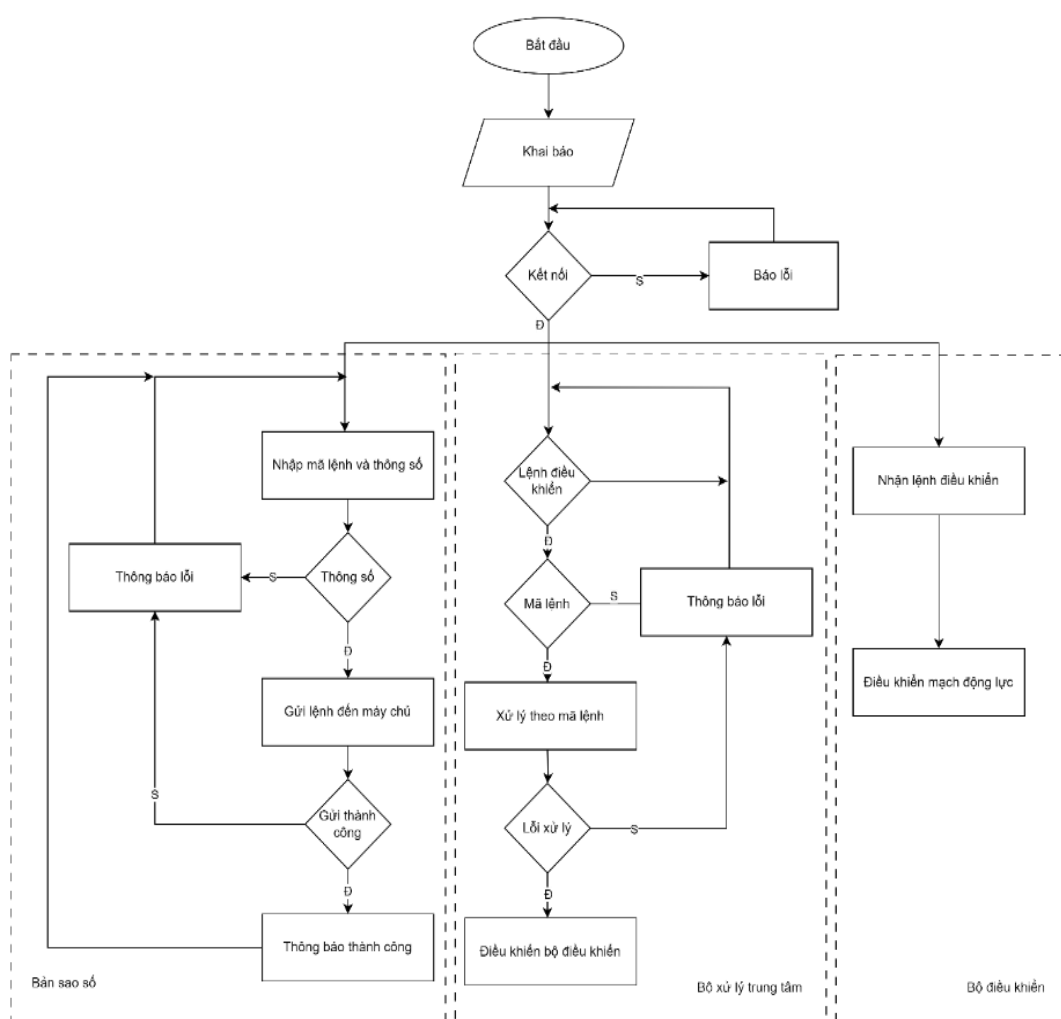 Bắt đầu
Khai báo
Kết nối
S
Báo lỗi
Đ
Nhập mã lệnh và thông số
Thông số
S
Thông báo lỗi
Đ
Gửi lệnh đến máy chủ
Gửi thành
công
S
Đ
Thông báo thành công
Bản sao số
Lệnh điều
khiển
Đ
Mã lệnh
S
Thông báo lỗi
Đ
Xử lý theo mã lệnh
Lỗi xử lý
S
Đ
Điều khiển bộ điều khiển
Bộ xử lý trung tâm
Nhận lệnh điều khiển
Điều khiển mạch động lực
Bộ điều khiển